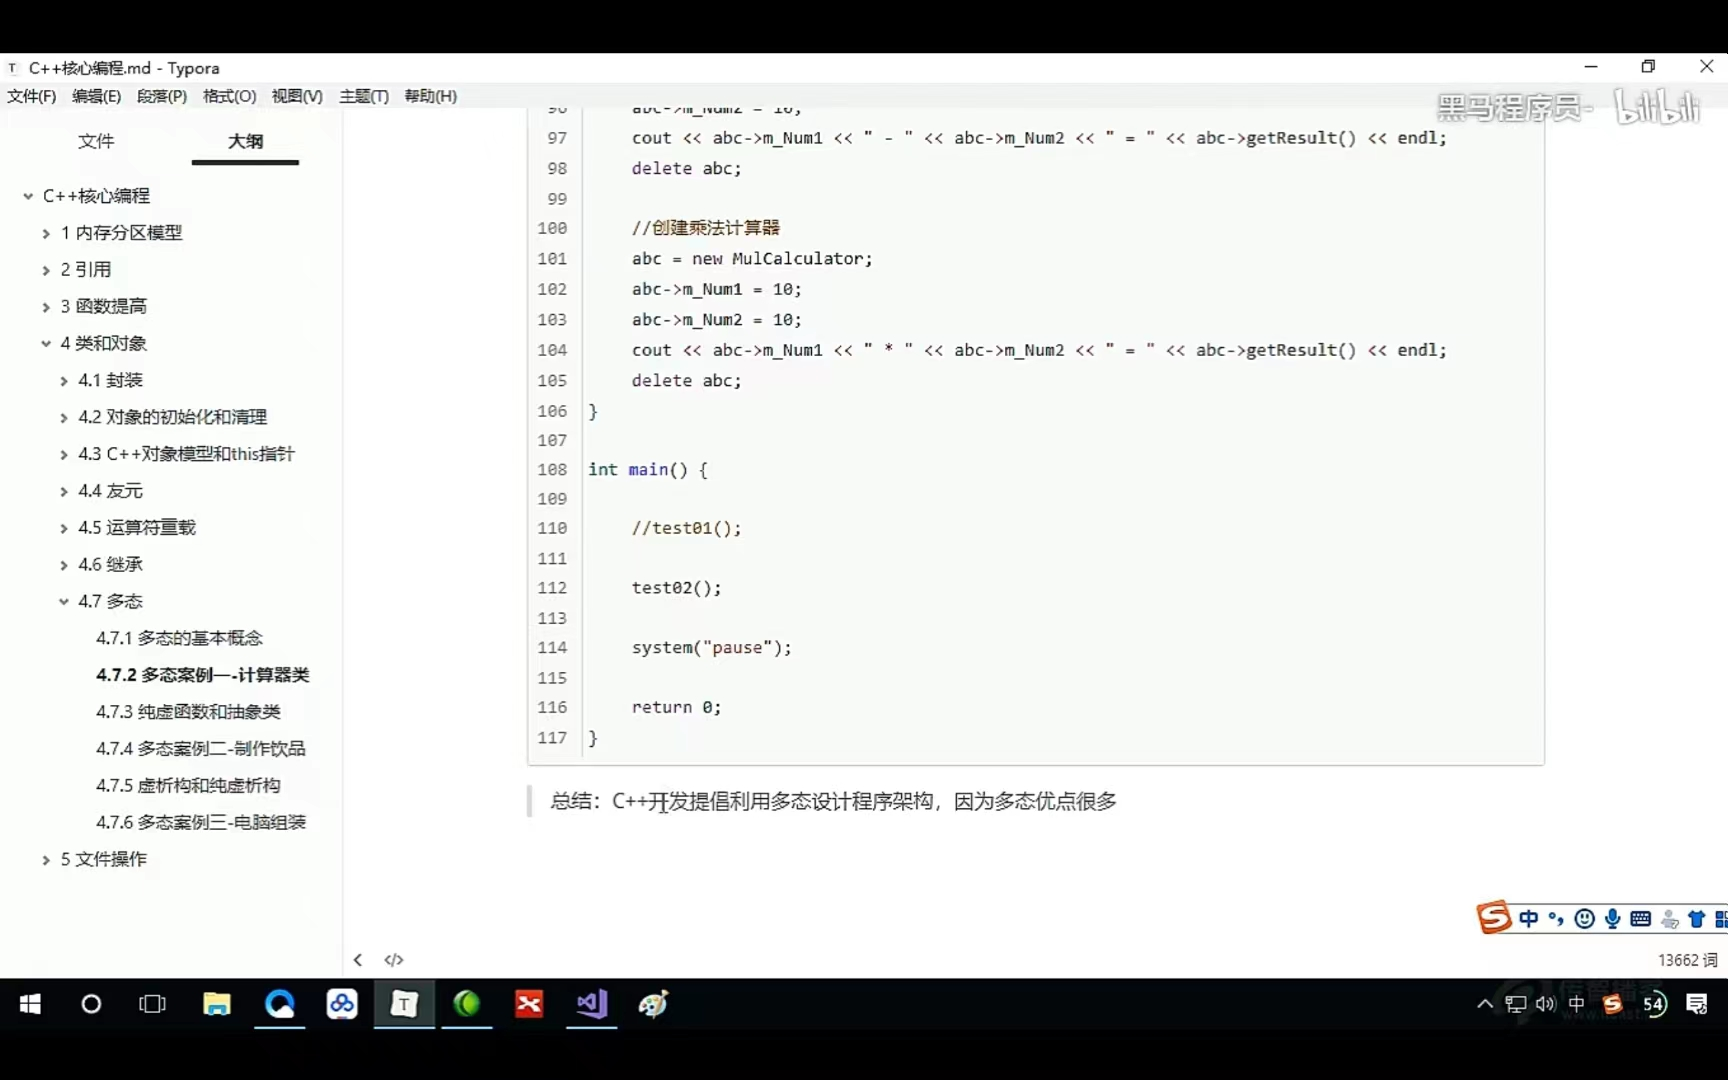 C++核心编程.md - Typora
文件(F) 编辑(E) 段落(P) 格式(O) 视图(V) 主题(T) 帮助(H)
黑马程序员- bilibili
文件 大纲
C++核心编程
1 内存分区模型
2 引用
3 函数提高
4 类和对象
4.1 封装
4.2 对象的初始化和清理
4.3 C++对象模型和this指针
4.4 友元
4.5 运算符重载
4.6 继承
4.7 多态
4.7.1 多态的基本概念
4.7.2 多态案例一-计算器类
4.7.3 纯虚函数和抽象类
4.7.4 多态案例二-制作饮品
4.7.5 虚析构和纯虚析构
4.7.6 多态案例三-电脑组装
5 文件操作
96 abc->m_Num2 = 10;
97 cout << abc->m_Num1 << " - " << abc->m_Num2 << " = " << abc->getResult() << endl;
98 delete abc;
99
100 //创建乘法计算器
101 abc = new MulCalculator;
102 abc->m_Num1 = 10;
103 abc->m_Num2 = 10;
104 cout << abc->m_Num1 << " * " << abc->m_Num2 << " = " << abc->getResult() << endl;
105 delete abc;
106 }
107
108 int main() {
109
110 //test01();
111
112 test02();
113
114 system("pause");
115
116 return 0;
117 }
总结：C++开发提倡利用多态设计程序架构，因为多态优点很多
中
13662 词
中 54